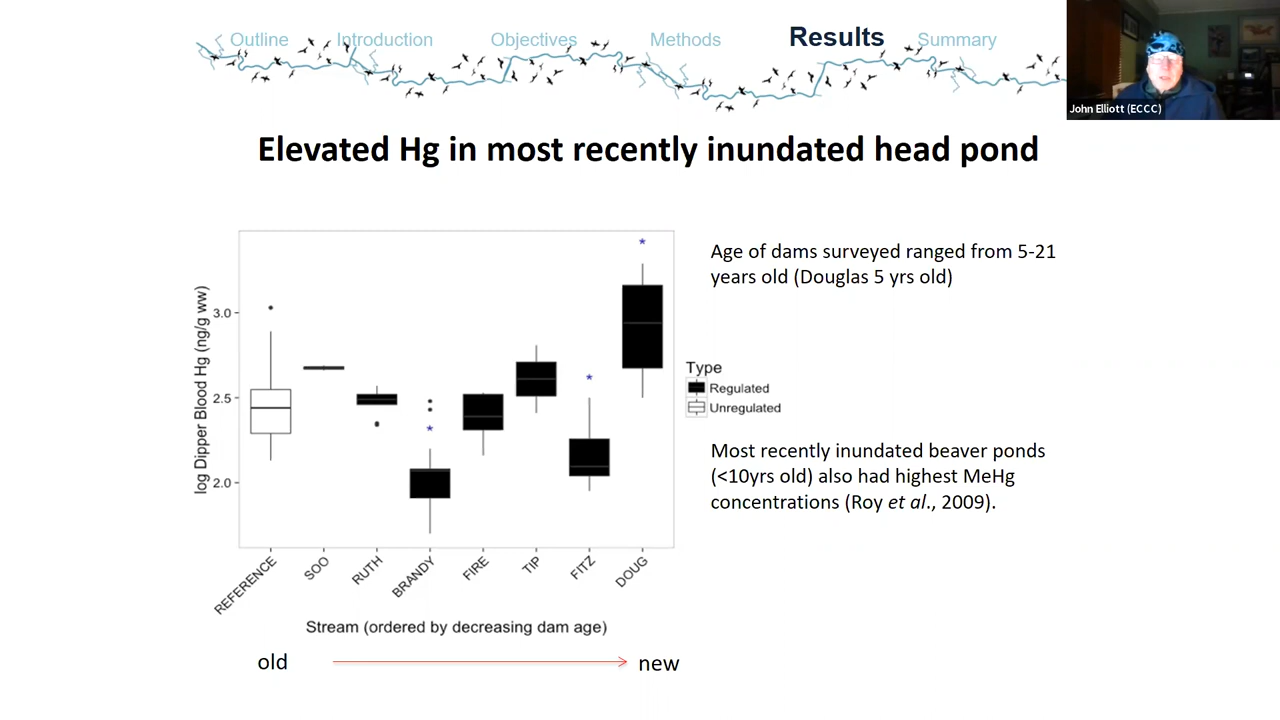 Outline Introduction Objectives Methods Results Summary
John Elliott (ECCC)
Elevated Hg in most recently inundated head pond
log Dipper Blood Hg (ng/g ww)
3.0
2.5
2.0
*
*
*
REFERENCE
SOO
RUTH
BRANDY
FIRE
TIP
FITZ
DOUG
Stream (ordered by decreasing dam age)
old
new
Type
Regulated
Unregulated
Age of dams surveyed ranged from 5-21
years old (Douglas 5 yrs old)
Most recently inundated beaver ponds
(<10yrs old) also had highest MeHg
concentrations (Roy et al., 2009).